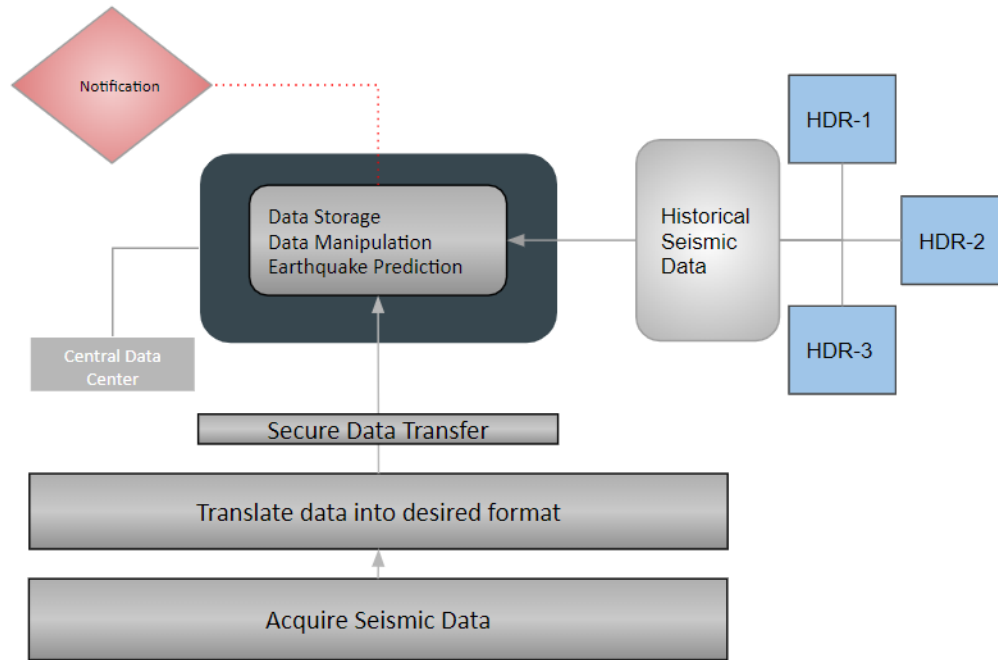 Notification
HDR-1
Data Storage
Data Manipulation
Earthquake Prediction
Historical
Seismic
Data
HDR-2
Central Data
Center
HDR-3
Secure Data Transfer
Translate data into desired format
Acquire Seismic Data